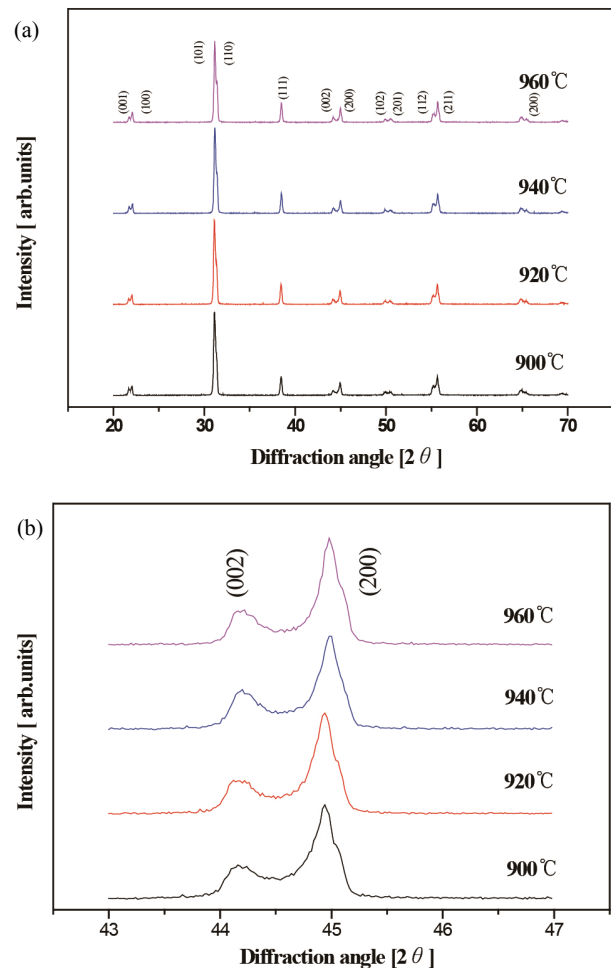 (a)
(101) (110)
960℃
(001) (100) (111) (002) (200) (102) (201) (112) (211) (200)
940℃
920℃
900℃
Intensity [ arb.units]
20 30 40 50 60 70
Diffraction angle [2 θ ]
(b)
(002) (200)
960℃
940℃
920℃
900℃
Intensity [ arb.units]
43 44 45 46 47
Diffraction angle [2 θ ]